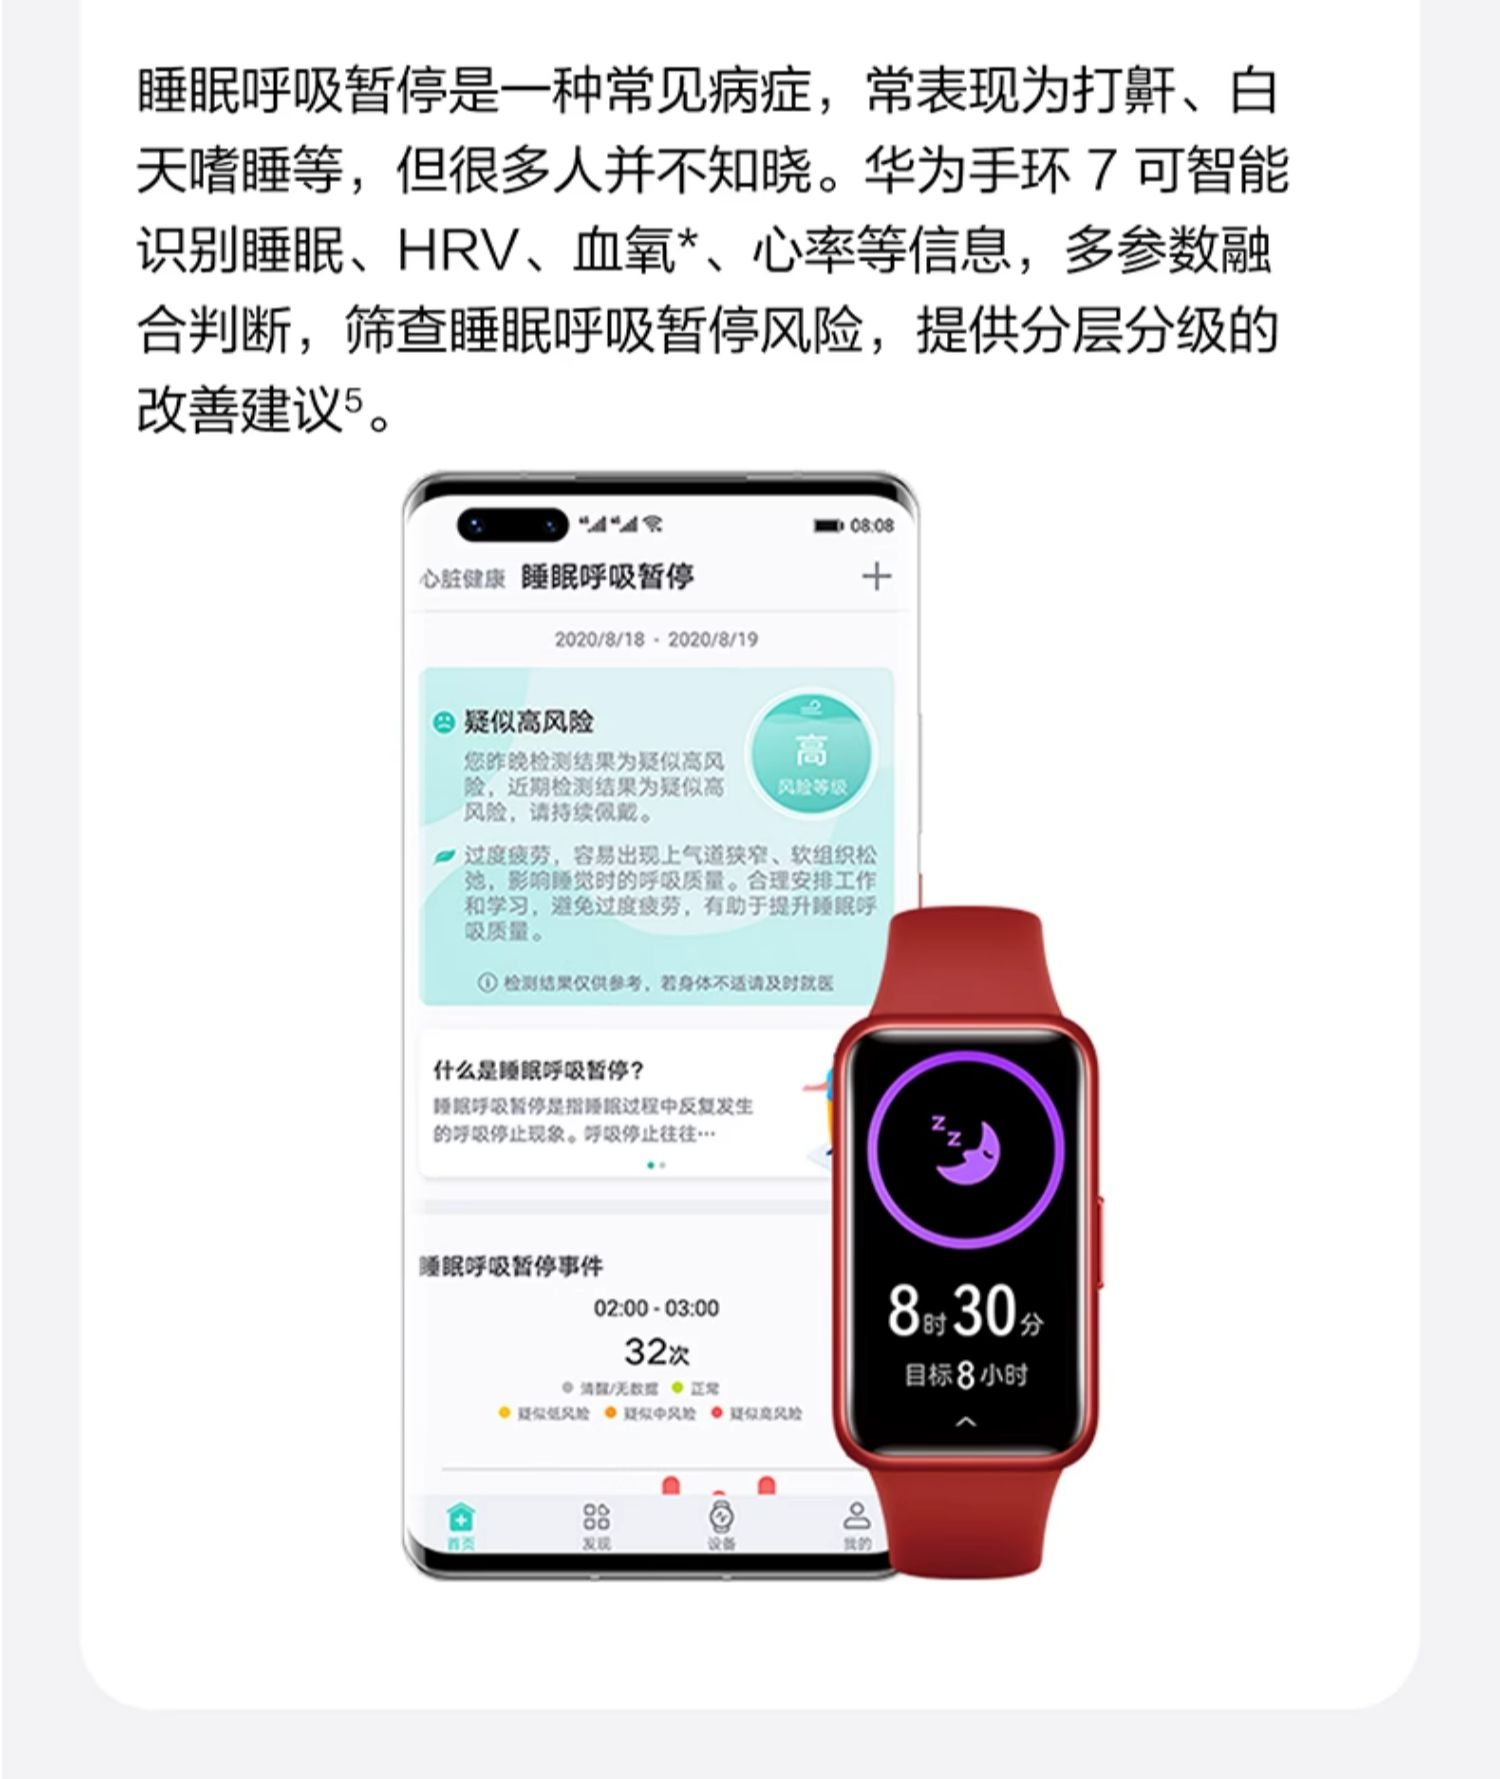 睡眠呼吸暂停是一种常见病症，常表现为打鼾、白
天嗜睡等，但很多人并不知晓。华为手环 7 可智能
识别睡眠、HRV、血氧*、心率等信息，多参数融
合判断，筛查睡眠呼吸暂停风险，提供分层分级的
改善建议⁵。
08:08
心脏健康 睡眠呼吸暂停 +
2020/8/18 - 2020/8/19
疑似高风险
您昨晚检测结果为疑似高风
险，近期检测结果为疑似高
风险，请持续佩戴。
高
风险等级
过度疲劳，容易出现上气道狭窄、软组织松
弛，影响睡觉时的呼吸质量。合理安排工作
和学习，避免过度疲劳，有助于提升睡眠呼
吸质量。
检测结果仅供参考，若身体不适请及时就医
什么是睡眠呼吸暂停？
睡眠呼吸暂停是指睡眠过程中反复发生
的呼吸停止现象。呼吸停止往往…
睡眠呼吸暂停事件
02:00 - 03:00
32次
清醒/无数据 正常
疑似低风险 疑似中风险 疑似高风险
首页 发现 设备 我的
z z
8时30分
目标8小时